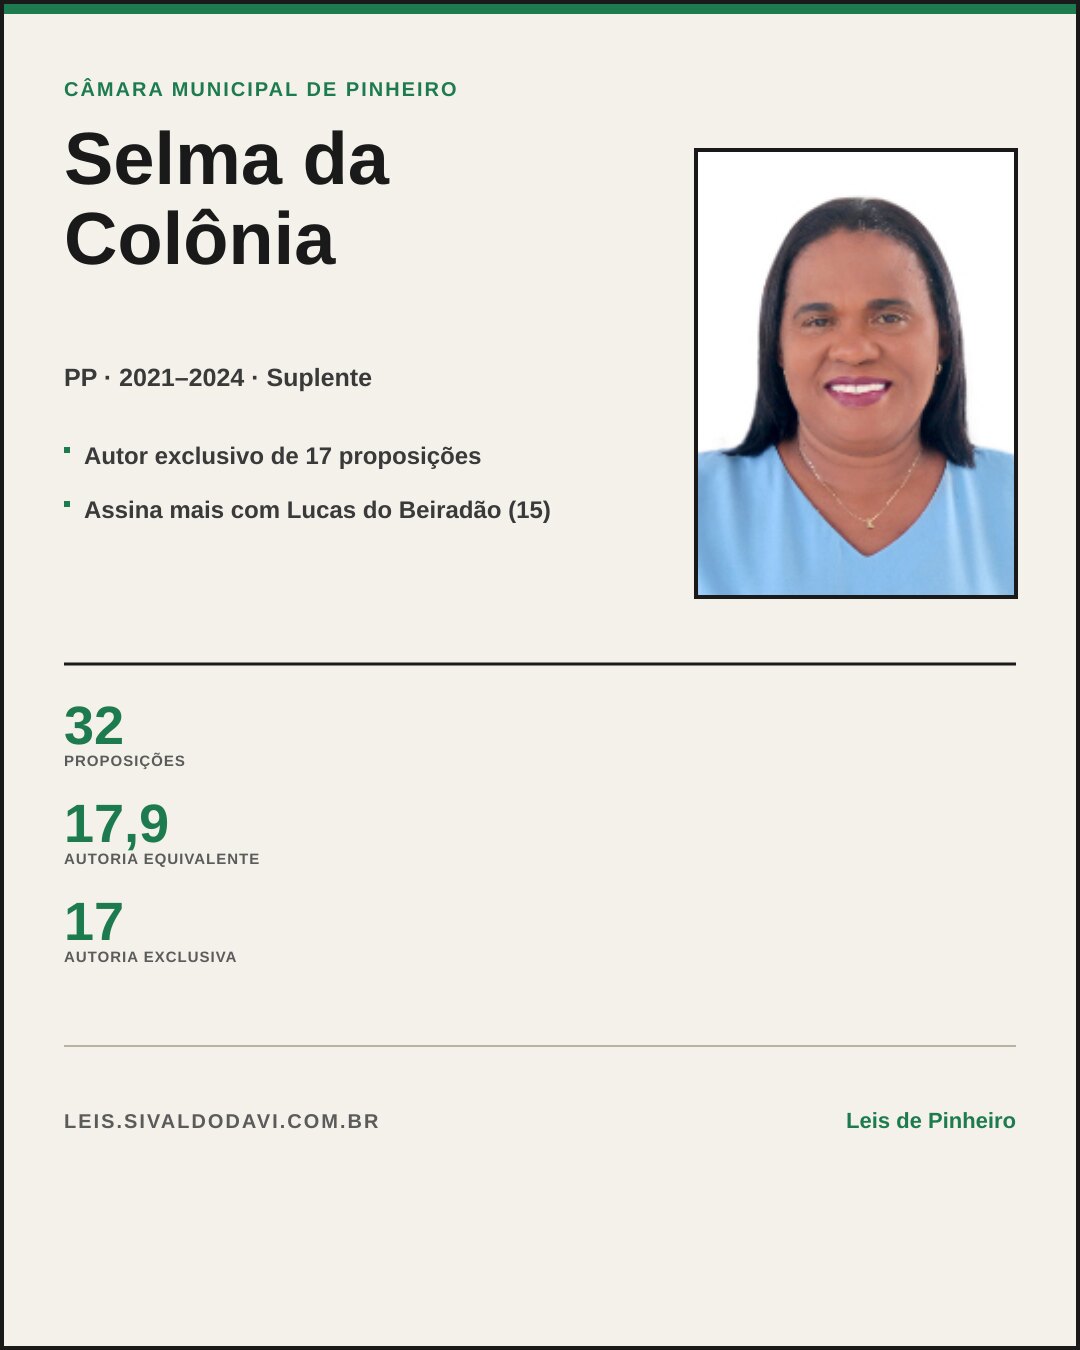 CÂMARA MUNICIPAL DE PINHEIRO
Selma da
Colônia
PP · 2021–2024 · Suplente
Autor exclusivo de 17 proposições
Assina mais com Lucas do Beiradão (15)
32
PROPOSIÇÕES
17,9
AUTORIA EQUIVALENTE
17
AUTORIA EXCLUSIVA
LEIS.SIVALDODAVI.COM.BR
Leis de Pinheiro